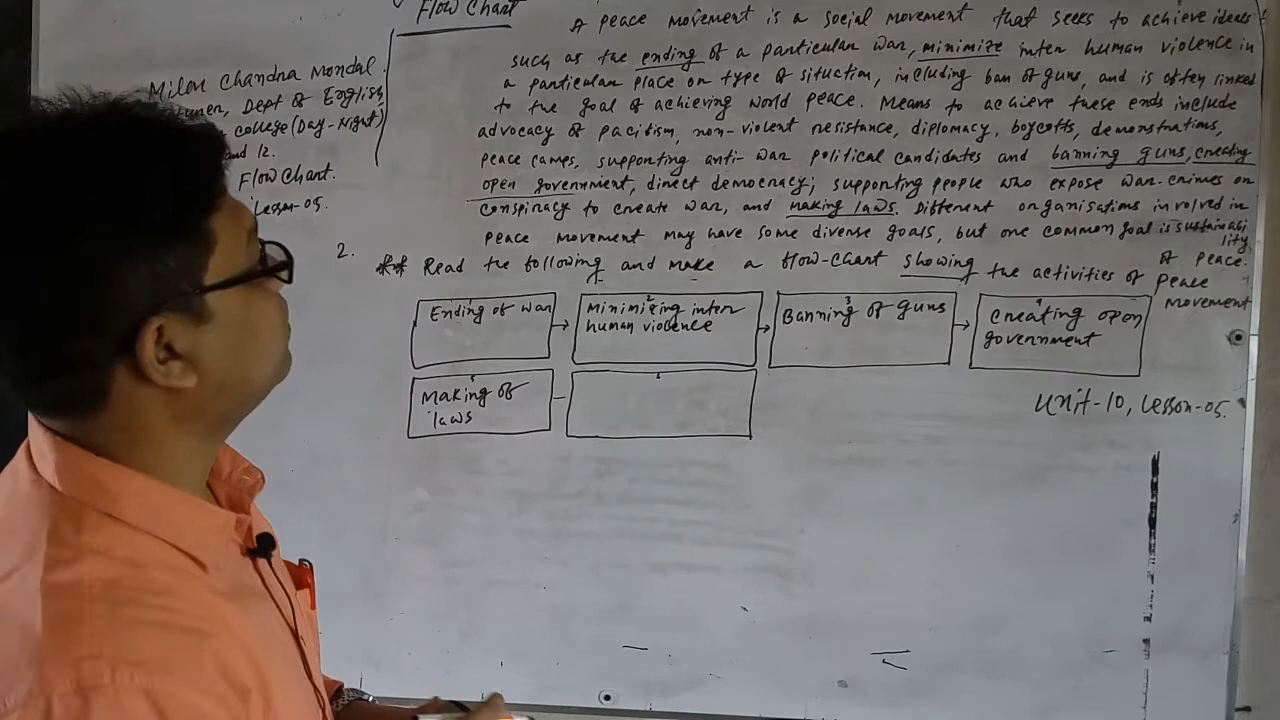 Flow Chart
A peace movement is a social movement that seeks to achieve ideals
such as the ending of a particular war, minimize inter human violence in
a particular place or type of situation, including ban of guns, and is often linked
to the goal of achieving world peace. Means to achieve these ends include
advocacy of pacifism, non-violent resistance, diplomacy, boycotts, demonstrations,
peace camps, supporting anti-war political candidates and banning guns, creating
open government, direct democracy; supporting people who expose war-crimes or
conspiracy to create war, and making laws. Different organisations involved in
peace movement may have some diverse goals, but one common goal is sustainability
of peace.
Milon Chandra Mondal
Dept of English
college (Day-Night)
and 12.
Flow Chart.
Lesson-05.
2. ** Read the following and make a flow-chart showing the activities of peace
movement
Ending of war
2
Minimizing inter
human violence
3
Banning of guns
4
Creating open
government
5
Making of
laws
Unit-10, Lesson-05.